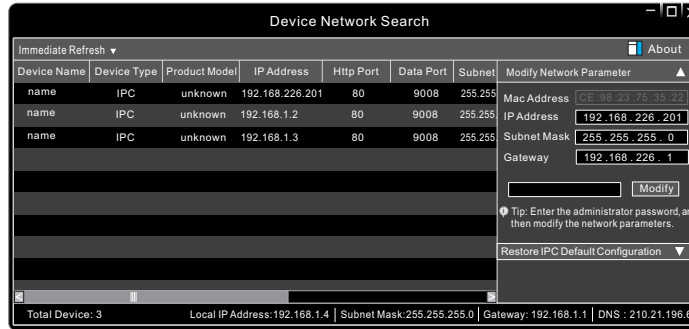 Device Network Search
Immediate Refresh ▼
About
Device Name Device Type Product Model IP Address Http Port Data Port Subnet
name IPC unknown 192.168.226.201 80 9008 255.255
name IPC unknown 192.168.1.2 80 9008 255.255.
name IPC unknown 192.168.1.3 80 9008 255.255.
Modify Network Parameter ▲
Mac Address CE :98 :23 :75 :35 :22
IP Address 192 .168 . 226 . 201
Subnet Mask 255 . 255 . 255 . 0
Gateway 192 .168 . 226 . 1
Modify
Tip: Enter the administrator password, an
then modify the network parameters.
Restore IPC Default Configuration ▼
Total Device: 3 Local IP Address:192.168.1.4 Subnet Mask:255.255.255.0 Gateway: 192.168.1.1 DNS : 210.21.196.6